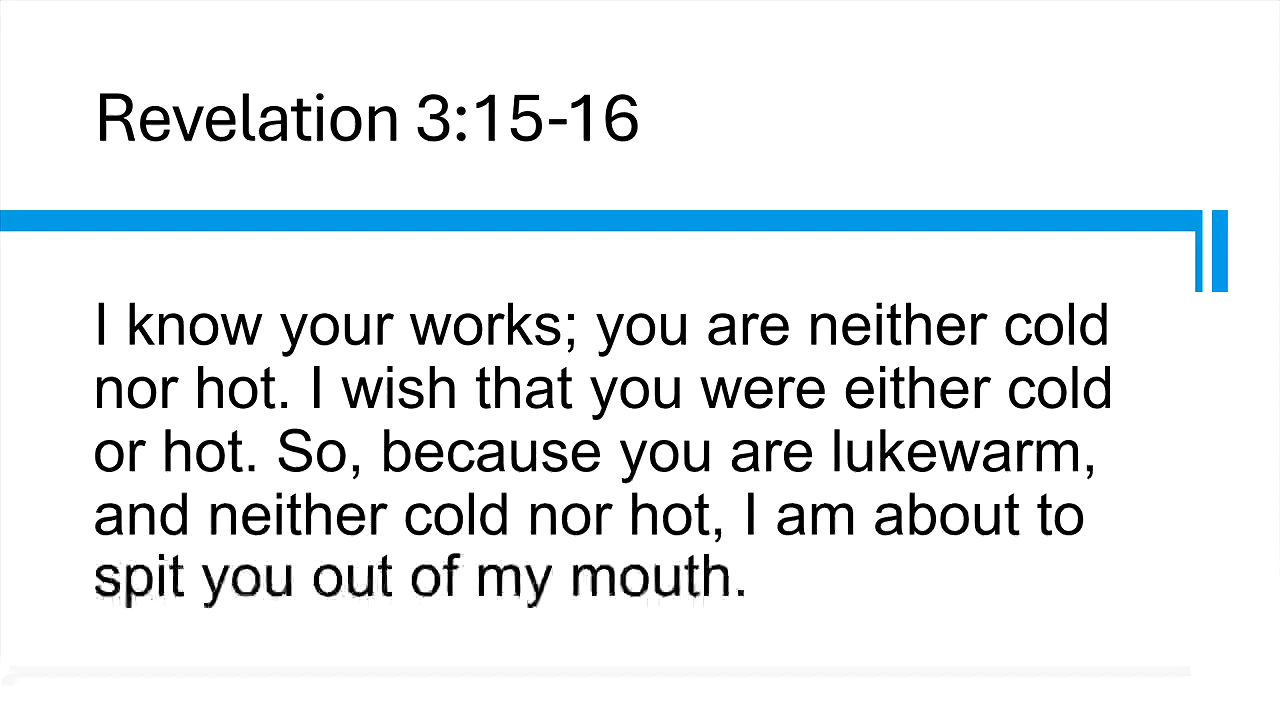 Revelation 3:15-16
I know your works; you are neither cold
nor hot. I wish that you were either cold
or hot. So, because you are lukewarm,
and neither cold nor hot, I am about to
spit you out of my mouth.